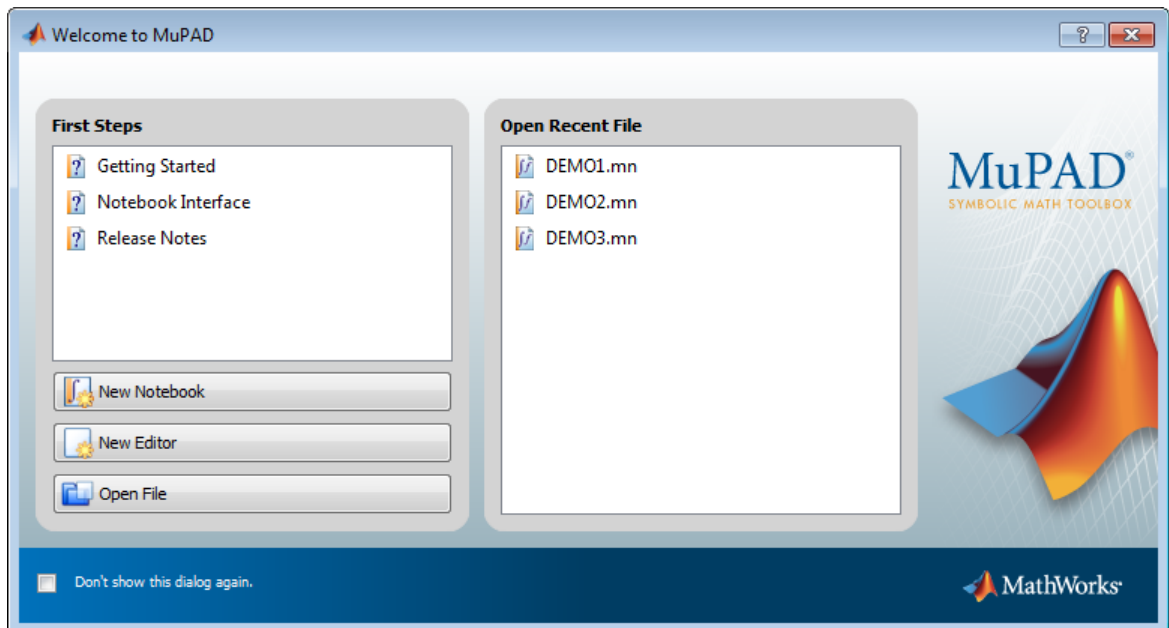 Welcome to MuPAD
First Steps
Getting Started
Notebook Interface
Release Notes
New Notebook
New Editor
Open File
Open Recent File
DEMO1.mn
DEMO2.mn
DEMO3.mn
MuPAD®
SYMBOLIC MATH TOOLBOX
Don't show this dialog again.
MathWorks